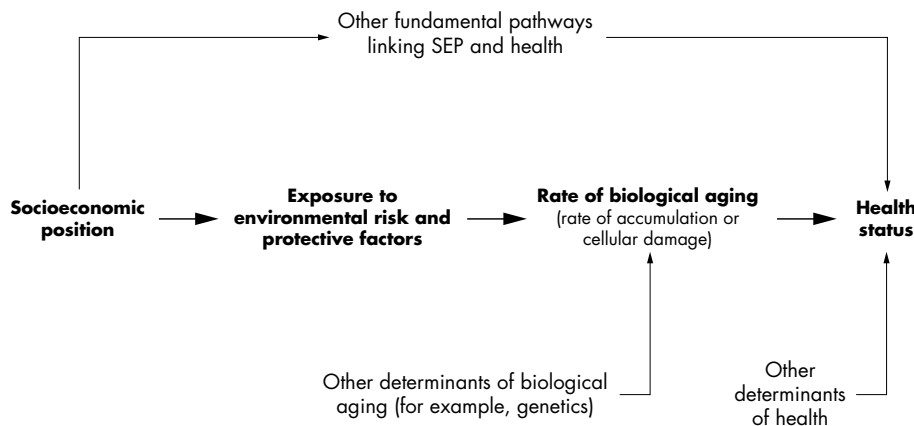 Other fundamental pathways
linking SEP and health
Socioeconomic
position
Exposure to
environmental risk and
protective factors
Rate of biological aging
(rate of accumulation or
cellular damage)
Health
status
Other determinants of biological
aging (for example, genetics)
Other
determinants
of health